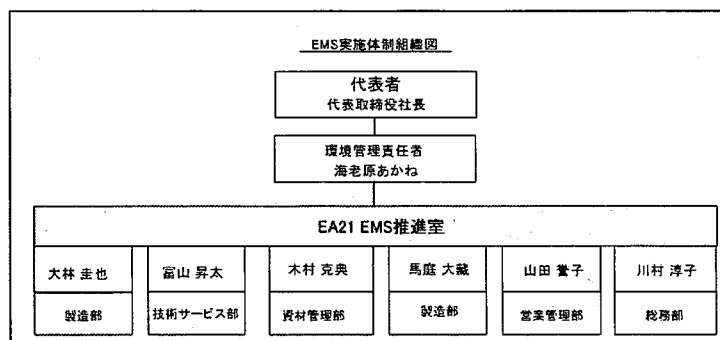 EMS実施体制組織図
代表者
代表取締役社長
環境管理責任者
海老原あかね
EA21 EMS推進室
大林 圭也 富山 昇太 木村 克典 馬庭 大蔵 山田 誉子 川村 淳子
製造部 技術サービス部 資材管理部 製造部 営業管理部 総務部